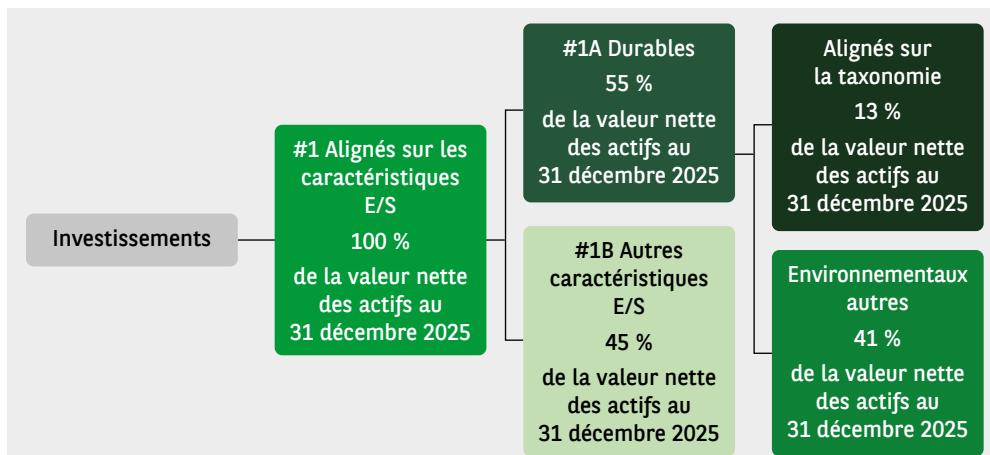 Investissements
#1 Alignés sur les
caractéristiques
E/S
100 %
de la valeur nette
des actifs au
31 décembre 2025
#1A Durables
55 %
de la valeur nette
des actifs au
31 décembre 2025
#1B Autres
caractéristiques
E/S
45 %
de la valeur nette
des actifs au
31 décembre 2025
Alignés sur
la taxonomie
13 %
de la valeur nette
des actifs au
31 décembre 2025
Environnementaux
autres
41 %
de la valeur nette
des actifs au
31 décembre 2025